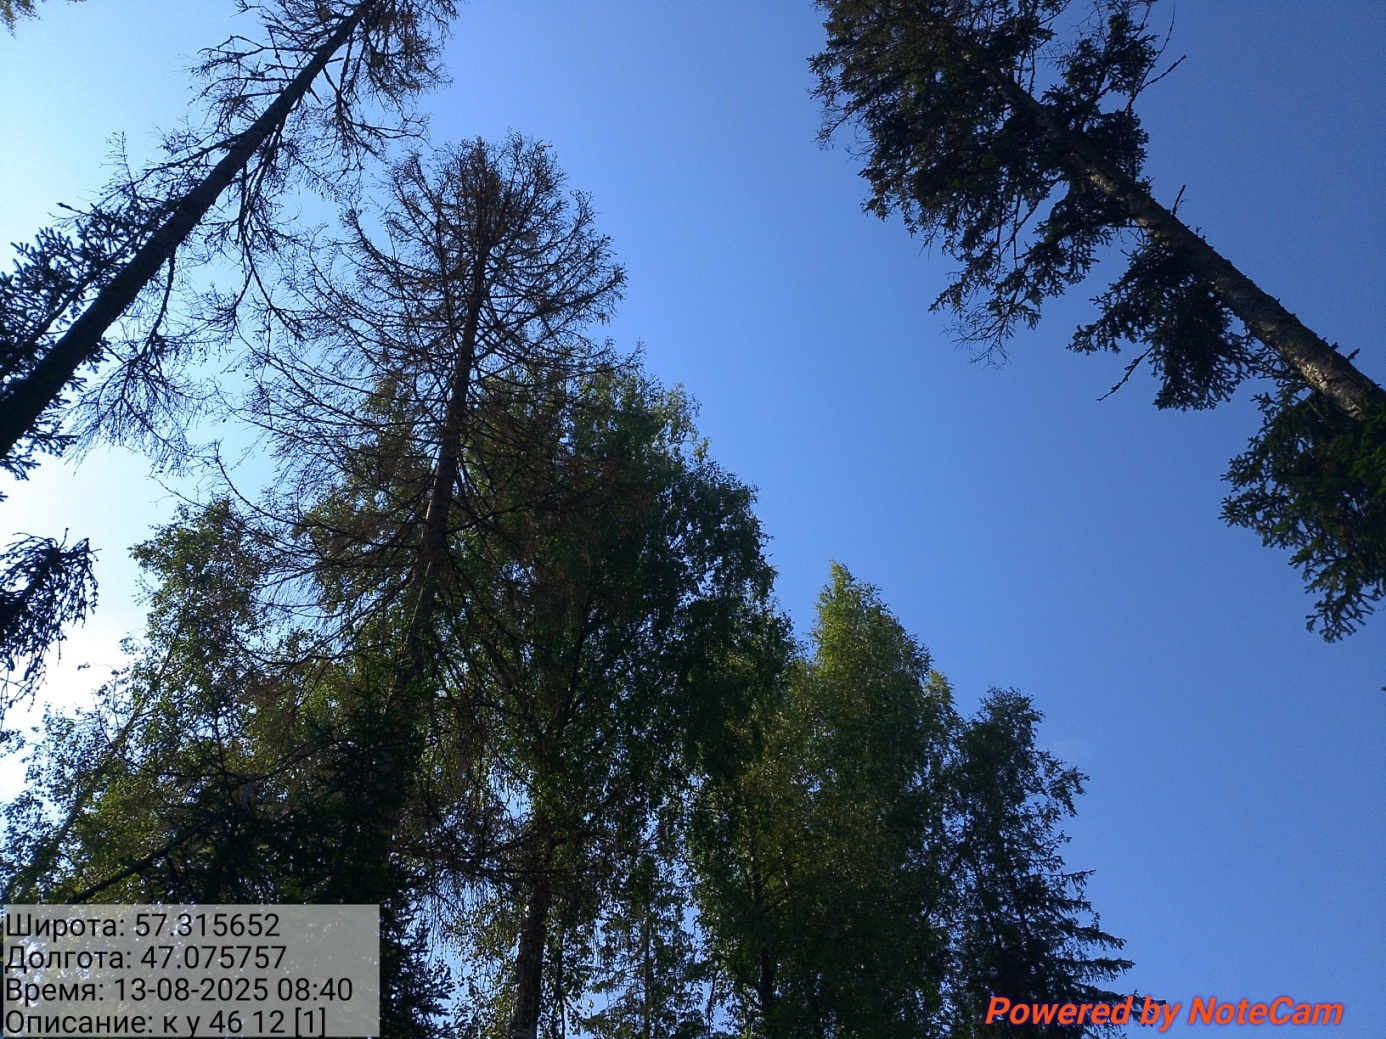 Широта: 57.315652
Долгота: 47.075757
Время: 13-08-2025 08:40
Описание: к у 46 12 [1]
Powered by NoteCam